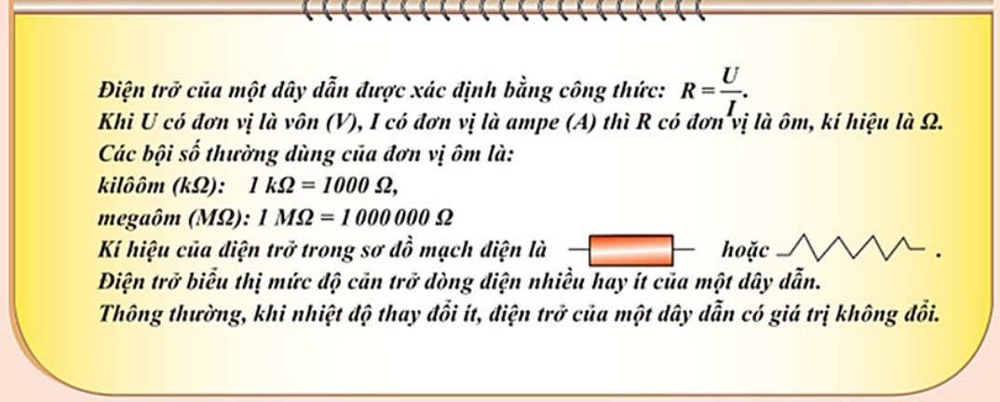 Điện trở của một dây dẫn được xác định bằng công thức: R = U/I.
Khi U có đơn vị là vôn (V), I có đơn vị là ampe (A) thì R có đơn vị là ôm, kí hiệu là Ω.
Các bội số thường dùng của đơn vị ôm là:
kilôôm (kΩ): 1 kΩ = 1000 Ω,
megaôm (MΩ): 1 MΩ = 1 000 000 Ω
Kí hiệu của điện trở trong sơ đồ mạch điện là hoặc .
Điện trở biểu thị mức độ cản trở dòng điện nhiều hay ít của một dây dẫn.
Thông thường, khi nhiệt độ thay đổi ít, điện trở của một dây dẫn có giá trị không đổi.